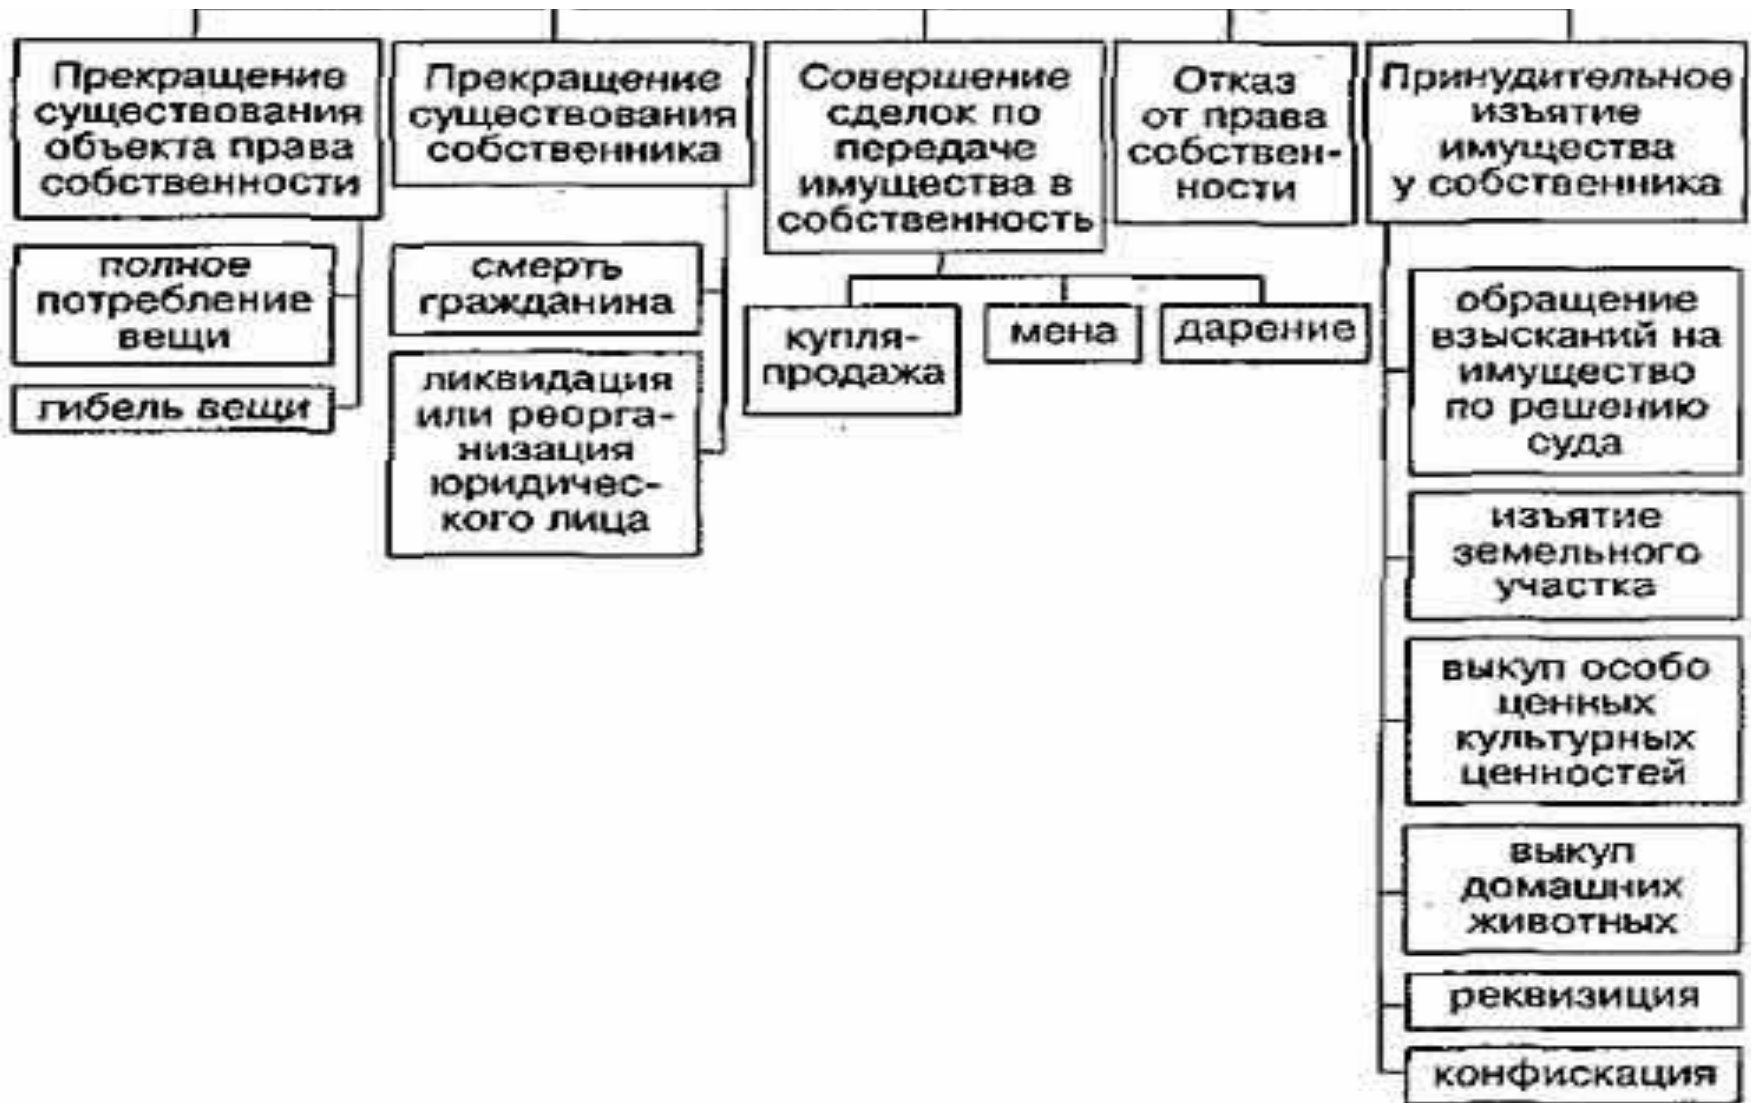 Прекращение
существования
объекта права
собственности
полное
потребление
вещи
гибель вещи
Прекращение
существования
собственника
смерть
гражданина
ликвидация
или реорга-
низация
юридичес-
кого лица
Совершение
сделок по
передаче
имущества в
собственность
купля-
продажа
мена
дарение
Отказ
от права
собствен-
ности
Принудительное
изъятие
имущества
у собственника
обращение
взысканий на
имущество
по решению
суда
изъятие
земельного
участка
выкуп особо
ценных
культурных
ценностей
выкуп
домашних
животных
реквизиция
конфискация